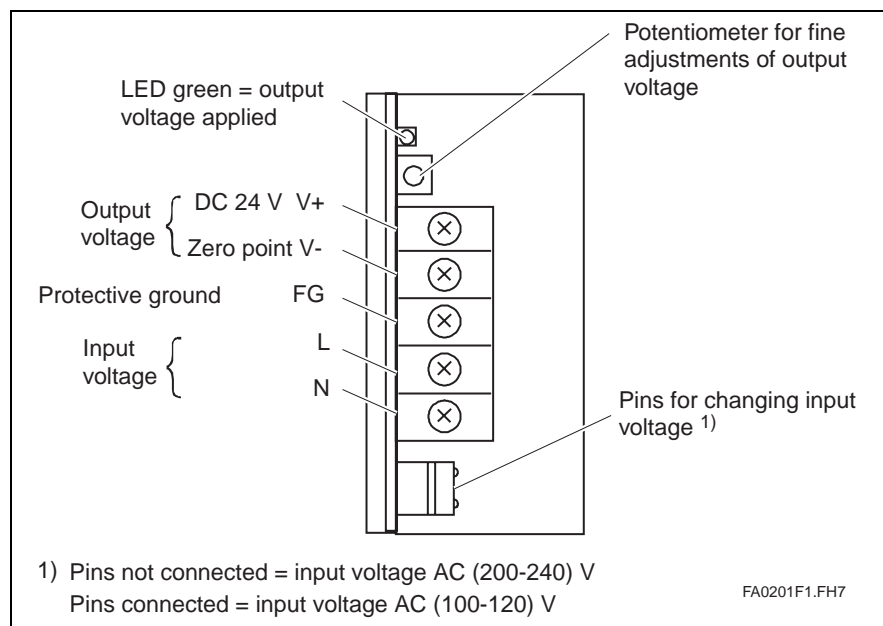 Potentiometer for fine
adjustments of output
voltage
LED green = output
voltage applied
Output
voltage
DC 24 V V+
Zero point V-
Protective ground FG
Input
voltage
L
N
Pins for changing input
voltage 1)
1) Pins not connected = input voltage AC (200-240) V
Pins connected = input voltage AC (100-120) V
FA0201F1.FH7